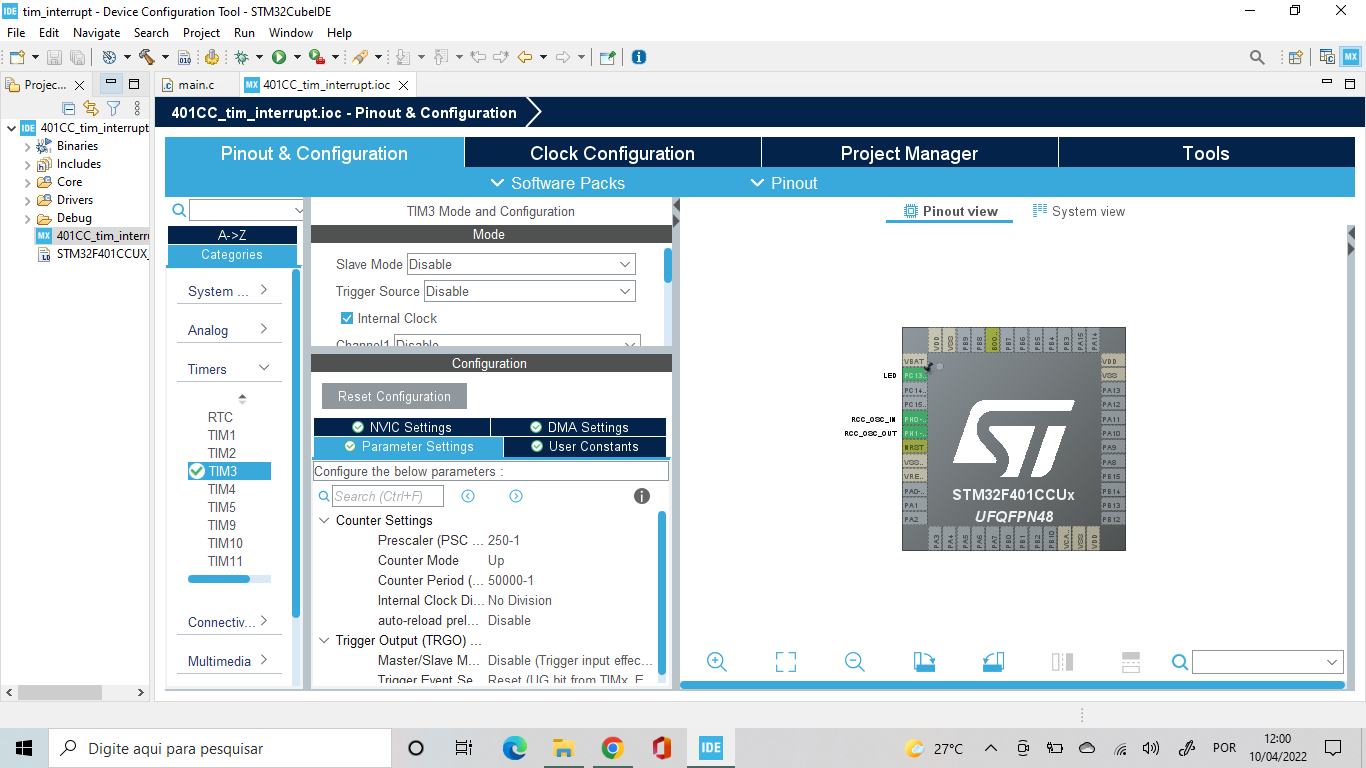 IDE tim_interrupt - Device Configuration Tool - STM32CubeIDE
File Edit Navigate Search Project Run Window Help
Projec... main.c MX 401CC_tim_interrupt.ioc
IDE 401CC_tim_interrupt
Binaries
Includes
Core
Drivers
Debug
MX 401CC_tim_interru
STM32F401CCUX_
401CC_tim_interrupt.ioc - Pinout & Configuration
Pinout & Configuration Clock Configuration Project Manager Tools
Software Packs Pinout
A->Z
Categories
System ...
Analog
Timers
RTC
TIM1
TIM2
TIM3
TIM4
TIM5
TIM9
TIM10
TIM11
Connectiv...
Multimedia
TIM3 Mode and Configuration
Mode
Slave Mode Disable
Trigger Source Disable
Internal Clock
Channel1 Disable
Configuration
Reset Configuration
NVIC Settings DMA Settings
Parameter Settings User Constants
Configure the below parameters :
Search (Ctrl+F)
Counter Settings
Prescaler (PSC ... 250-1
Counter Mode Up
Counter Period (... 50000-1
Internal Clock Di... No Division
auto-reload prel... Disable
Trigger Output (TRGO) ...
Master/Slave M... Disable (Trigger input effec...
Trigger Event Se... Reset (UG bit from TIMx_E...
Pinout view System view
VDD VSS PB9 PB8 BOO.. PB7 PB6 PB5 PB4 PB3 PA15 PA14
VBAT VDD
LED PC13.. VSS
PC14.. PA13
PC15.. PA12
RCC_OSC_IN PH0-.. PA11
RCC_OSC_OUT PH1-.. PA10
NRST PA9
VSS.. PA8
VRE.. PB15
PA0-.. PB14
PA1 PB13
PA2 PB12
STM32F401CCUx
UFQFPN48
PA3 PA4 PA5 PA6 PA7 PB0 PB1 PB2 PB10 VCA.. VSS VDD
Digite aqui para pesquisar IDE 27°C POR 12:00
10/04/2022